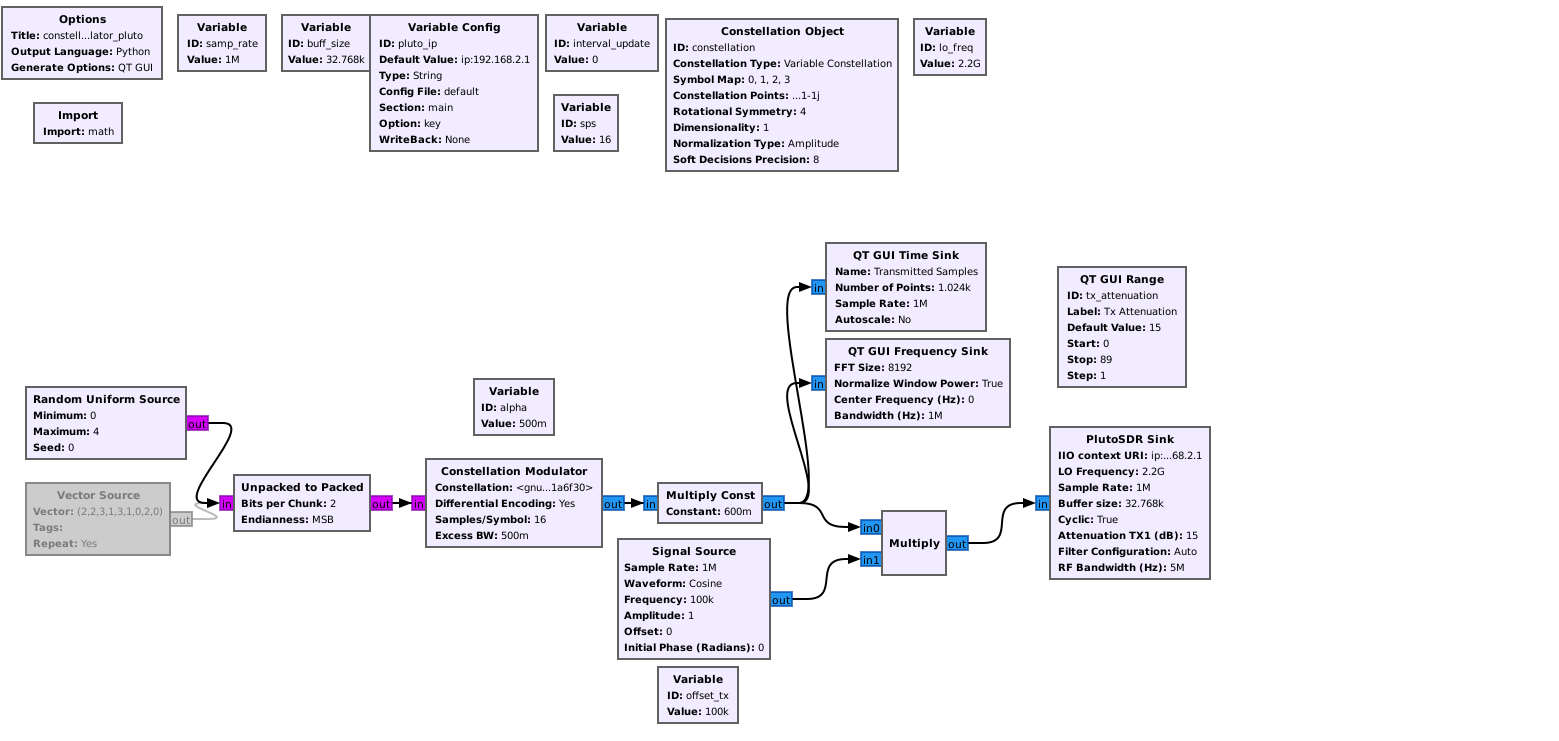 Options
Title: constell...lator_pluto
Output Language: Python
Generate Options: QT GUI
Variable
ID: samp_rate
Value: 1M
Variable
ID: buff_size
Value: 32.768k
Variable Config
ID: pluto_ip
Default Value: ip:192.168.2.1
Type: String
Config File: default
Section: main
Option: key
WriteBack: None
Variable
ID: interval_update
Value: 0
Constellation Object
ID: constellation
Constellation Type: Variable Constellation
Symbol Map: 0, 1, 2, 3
Constellation Points: ...1-1j
Rotational Symmetry: 4
Dimensionality: 1
Normalization Type: Amplitude
Soft Decisions Precision: 8
Variable
ID: lo_freq
Value: 2.2G
Import
Import: math
Variable
ID: sps
Value: 16
QT GUI Time Sink
Name: Transmitted Samples
Number of Points: 1.024k
Sample Rate: 1M
Autoscale: No
in
QT GUI Range
ID: tx_attenuation
Label: Tx Attenuation
Default Value: 15
Start: 0
Stop: 89
Step: 1
QT GUI Frequency Sink
FFT Size: 8192
Normalize Window Power: True
Center Frequency (Hz): 0
Bandwidth (Hz): 1M
in
Random Uniform Source
Minimum: 0
Maximum: 4
Seed: 0
out
Variable
ID: alpha
Value: 500m
Vector Source
Vector: (2,2,3,1,3,1,0,2,0)
Tags:
Repeat: Yes
out
in
Unpacked to Packed
Bits per Chunk: 2
Endianness: MSB
out
in
Constellation Modulator
Constellation: <gnu...1a6f30>
Differential Encoding: Yes
Samples/Symbol: 16
Excess BW: 500m
out
in
Multiply Const
Constant: 600m
out
Signal Source
Sample Rate: 1M
Waveform: Cosine
Frequency: 100k
Amplitude: 1
Offset: 0
Initial Phase (Radians): 0
out
in0
in1
Multiply
out
in
PlutoSDR Sink
IIO context URI: ip:...68.2.1
LO Frequency: 2.2G
Sample Rate: 1M
Buffer size: 32.768k
Cyclic: True
Attenuation TX1 (dB): 15
Filter Configuration: Auto
RF Bandwidth (Hz): 5M
Variable
ID: offset_tx
Value: 100k